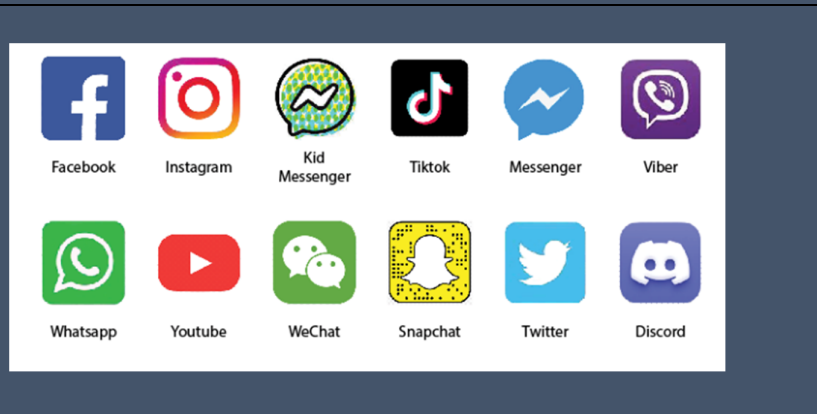 Facebook
Instagram
Kid
Messenger
Tiktok
Messenger
Viber
Whatsapp
Youtube
WeChat
Snapchat
Twitter
Discord